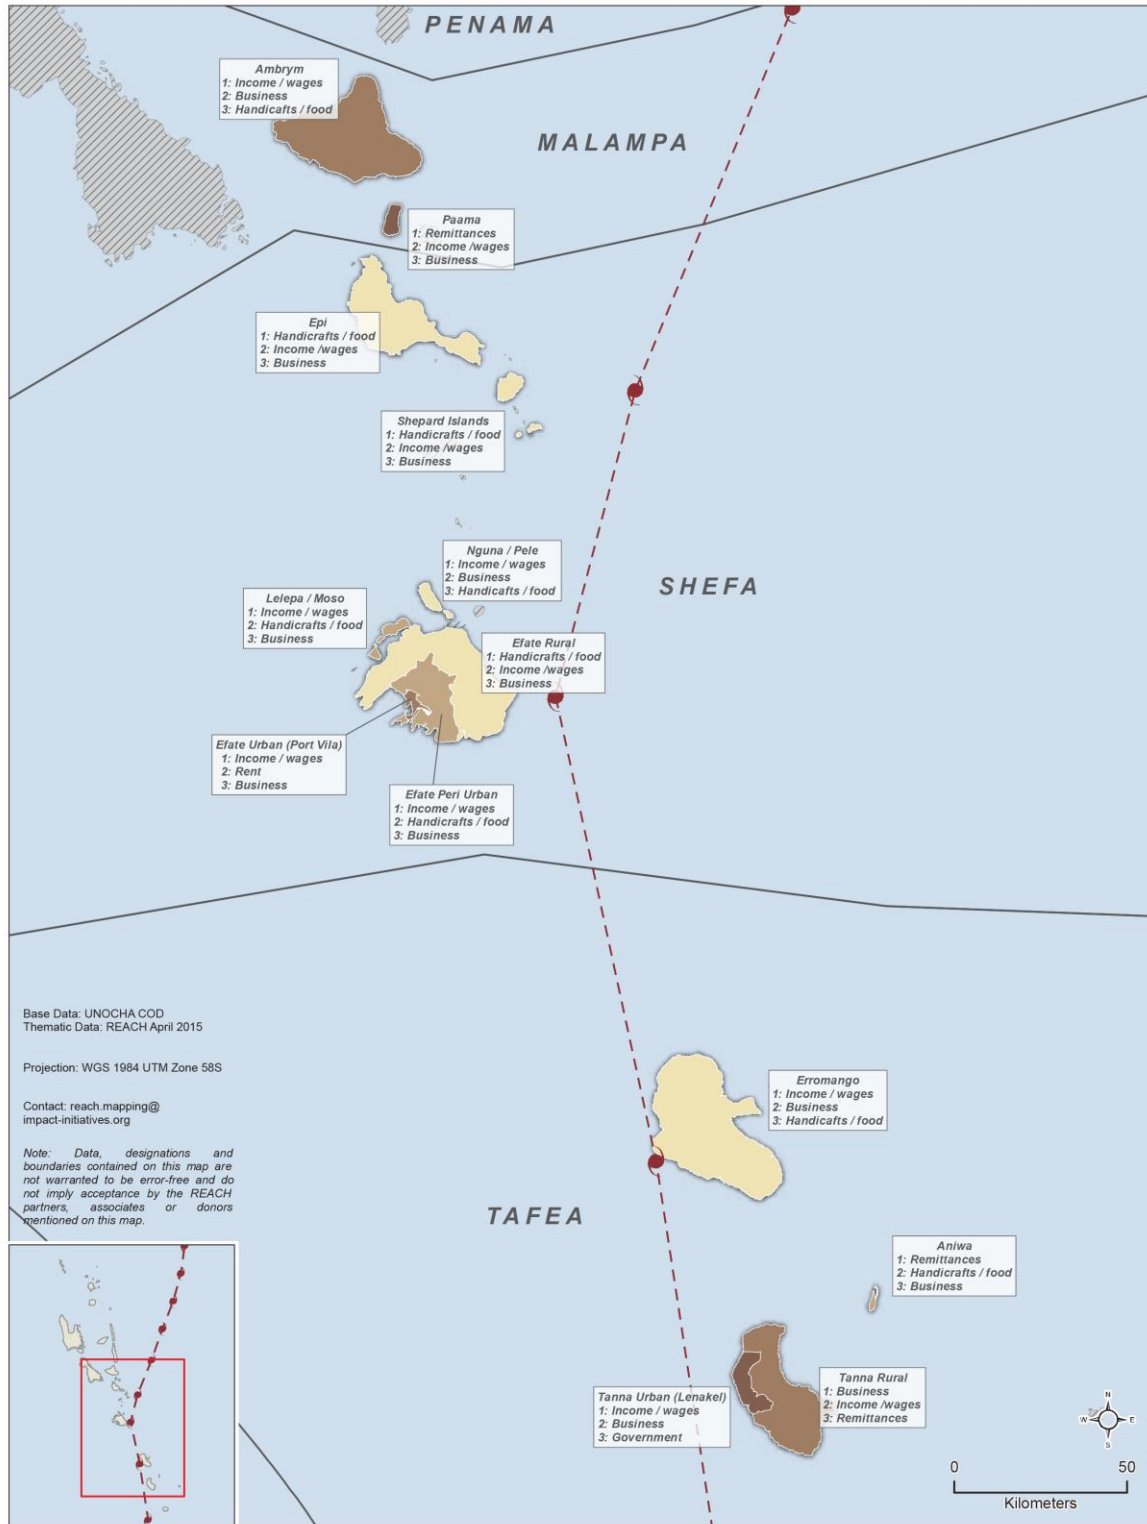 PENAMA
Ambrym
1: Income / wages
2: Business
3: Handicafts / food
MALAMPA
Paama
1: Remittances
2: Income /wages
3: Business
Epi
1: Handicrafts / food
2: Income /wages
3: Business
Shepard Islands
1: Handicrafts / food
2: Income /wages
3: Business
Nguna / Pele
1: Income / wages
2: Business
3: Handicafts / food
SHEFA
Lelepa / Moso
1: Income / wages
2: Handicrafts / food
3: Business
Efate Rural
1: Handicrafts / food
2: Income /wages
3: Business
Efate Urban (Port Vila)
1: Income / wages
2: Rent
3: Business
Efate Peri Urban
1: Income / wages
2: Handicrafts / food
3: Business
Base Data: UNOCHA COD
Thematic Data: REACH April 2015
Projection: WGS 1984 UTM Zone 58S
Contact: reach.mapping@
impact-initiatives.org
Note: Data, designations and
boundaries contained on this map are
not warranted to be error-free and do
not imply acceptance by the REACH
partners, associates or donors
mentioned on this map.
Erromango
1: Income / wages
2: Business
3: Handicafts / food
TAFEA
Aniwa
1: Remittances
2: Handicrafts / food
3: Business
Tanna Rural
1: Business
2: Income /wages
3: Remittances
Tanna Urban (Lenakel)
1: Income / wages
2: Business
3: Government
N
W E
S
0 50
Kilometers